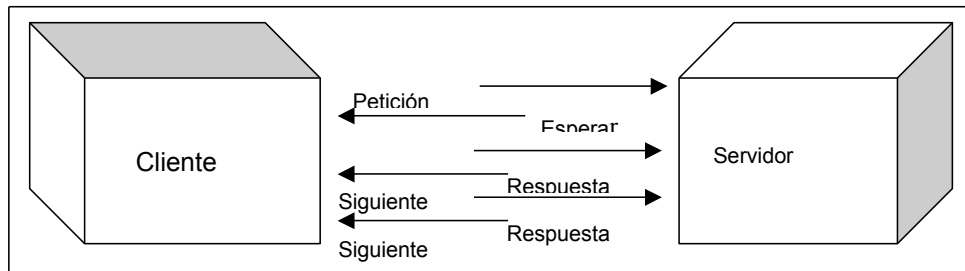 Petición
Esperar
Cliente
Servidor
Respuesta
Siguiente
Respuesta
Siguiente